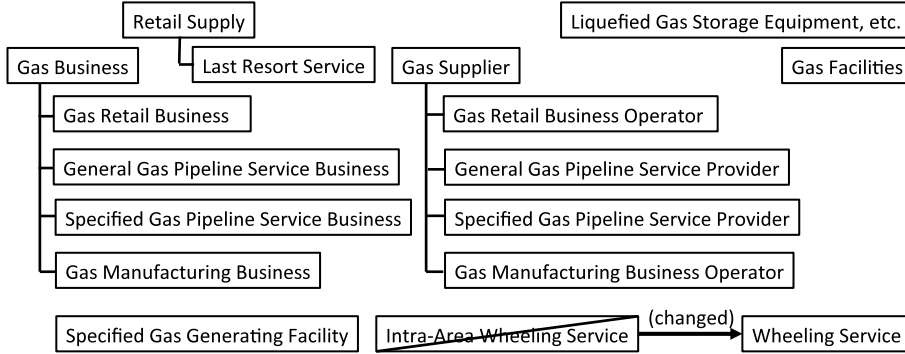 Retail Supply
Liquefied Gas Storage Equipment, etc.
Gas Business
Last Resort Service
Gas Supplier
Gas Facilities
Gas Retail Business
Gas Retail Business Operator
General Gas Pipeline Service Business
General Gas Pipeline Service Provider
Specified Gas Pipeline Service Business
Specified Gas Pipeline Service Provider
Gas Manufacturing Business
Gas Manufacturing Business Operator
Specified Gas Generating Facility
Intra-Area Wheeling Service
(changed)
Wheeling Service